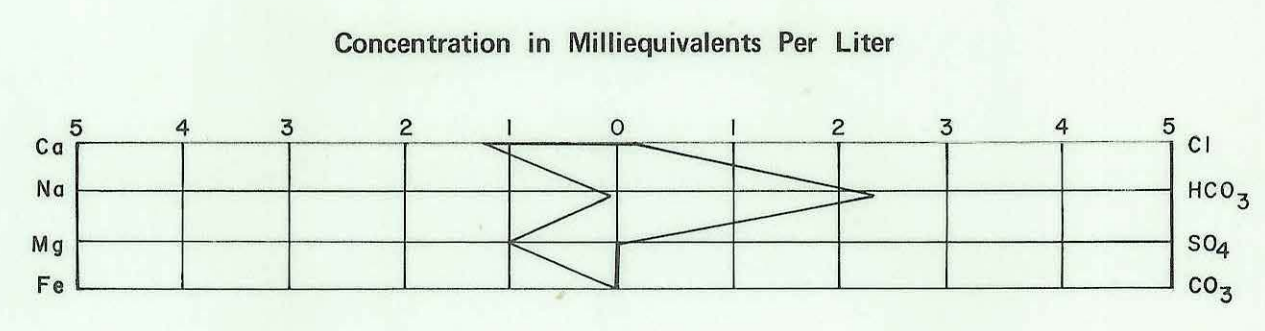 Concentration in Milliequivalents Per Liter
5 4 3 2 1 0 1 2 3 4 5
Ca Cl
Na HCO3
Mg SO4
Fe CO3